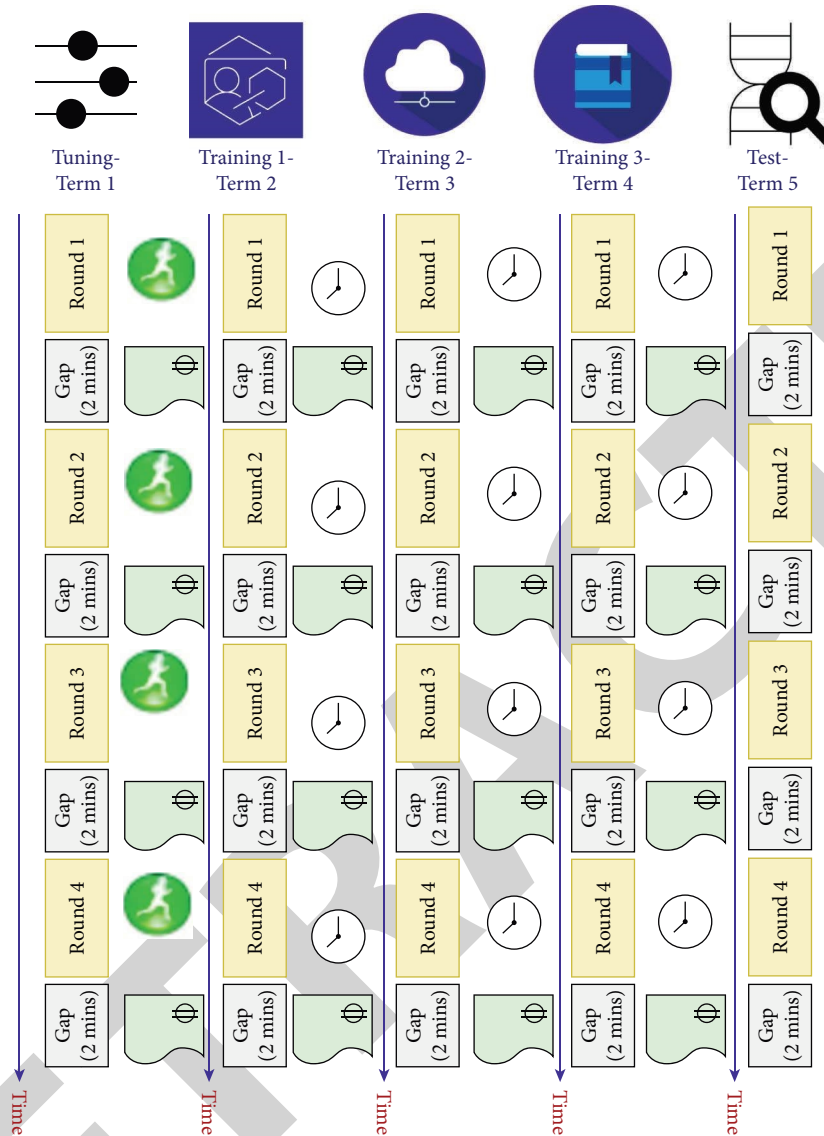 Tuning-
Term 1
Training 1-
Term 2
Training 2-
Term 3
Training 3-
Term 4
Test-
Term 5
Round 1
Round 1
Round 1
Round 1
Round 1
Gap
(2 mins)
Gap
(2 mins)
Gap
(2 mins)
Gap
(2 mins)
Gap
(2 mins)
Round 2
Round 2
Round 2
Round 2
Round 2
Gap
(2 mins)
Gap
(2 mins)
Gap
(2 mins)
Gap
(2 mins)
Gap
(2 mins)
Round 3
Round 3
Round 3
Round 3
Round 3
Gap
(2 mins)
Gap
(2 mins)
Gap
(2 mins)
Gap
(2 mins)
Gap
(2 mins)
Round 4
Round 4
Round 4
Round 4
Round 4
Gap
(2 mins)
Gap
(2 mins)
Gap
(2 mins)
Gap
(2 mins)
Gap
(2 mins)
Time
Time
Time
Time
Time